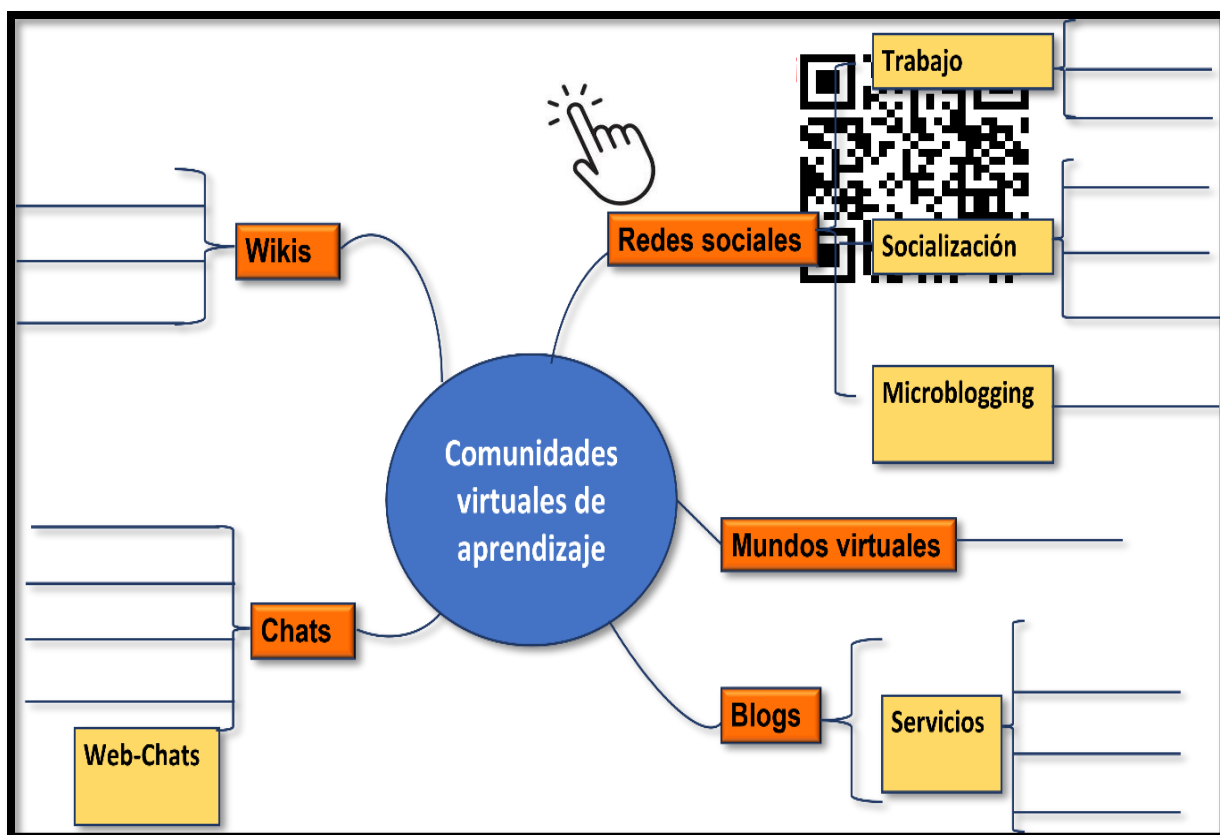 Trabajo
Wikis
Redes sociales
Socialización
Microblogging
Comunidades
virtuales de
aprendizaje
Mundos virtuales
Chats
Blogs
Servicios
Web-Chats